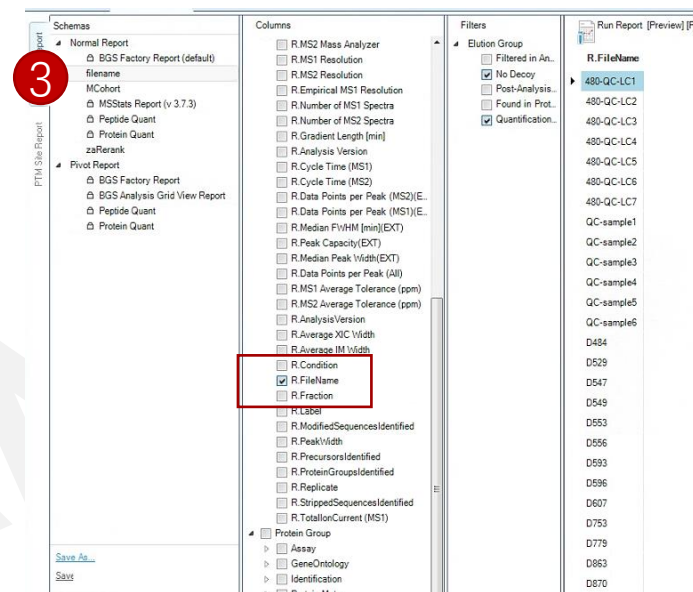 Schemas
Normal Report
BGS Factory Report (default)
filename
3
MCohort
MSStats Report (v 3.7.3)
Peptide Quant
Protein Quant
zaRerank
Pivot Report
BGS Factory Report
BGS Analysis Grid View Report
Peptide Quant
Protein Quant
PTM Site Report
Save As...
Save
Columns
R.MS2 Mass Analyzer
R.MS1 Resolution
R.MS2 Resolution
R.Empirical MS1 Resolution
R.Number of MS1 Spectra
R.Number of MS2 Spectra
R.Gradient Length [min]
R.Analysis Version
R.Cycle Time (MS1)
R.Cycle Time (MS2)
R.Data Points per Peak (MS2)(E..
R.Data Points per Peak (MS1)(E..
R.Median FWHM [min](EXT)
R.Peak Capacity(EXT)
R.Median Peak Width(EXT)
R.Data Points per Peak (All)
R.MS1 Average Tolerance (ppm)
R.MS2 Average Tolerance (ppm)
R.AnalysisVersion
R.Average XIC Width
R.Average IM Width
R.Condition
R.FileName
R.Fraction
R.Label
R.ModifiedSequencesIdentified
R.PeakWidth
R.PrecursorsIdentified
R.ProteinGroupsIdentified
R.Replicate
R.StrippedSequencesIdentified
R.TotalIonCurrent (MS1)
Protein Group
Assay
GeneOntology
Identification
Filters
Elution Group
Filtered in An..
No Decoy
Post-Analysis..
Found in Prot..
Quantification..
Run Report [Preview]
R.FileName
480-QC-LC1
480-QC-LC2
480-QC-LC3
480-QC-LC4
480-QC-LC5
480-QC-LC6
480-QC-LC7
QC-sample1
QC-sample2
QC-sample3
QC-sample4
QC-sample5
QC-sample6
D484
D529
D547
D549
D553
D556
D593
D596
D607
D753
D779
D863
D870